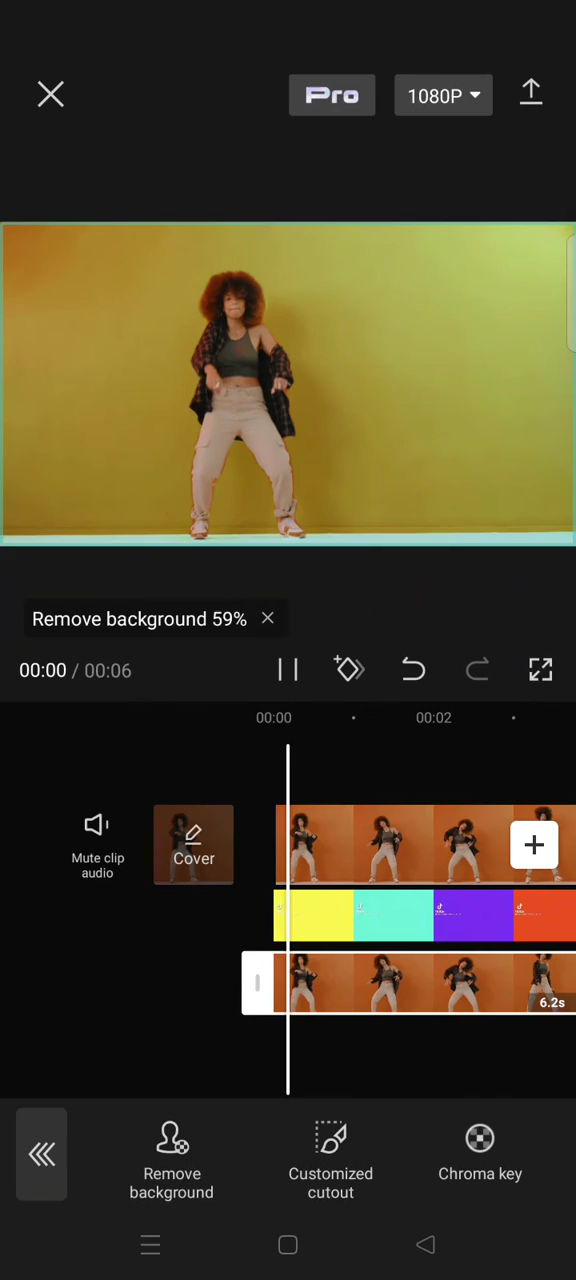 Pro
1080P
Remove background 59%
00:00 / 00:06
00:00
00:02
Mute clip
audio
Cover
6.2s
Remove
background
Customized
cutout
Chroma key